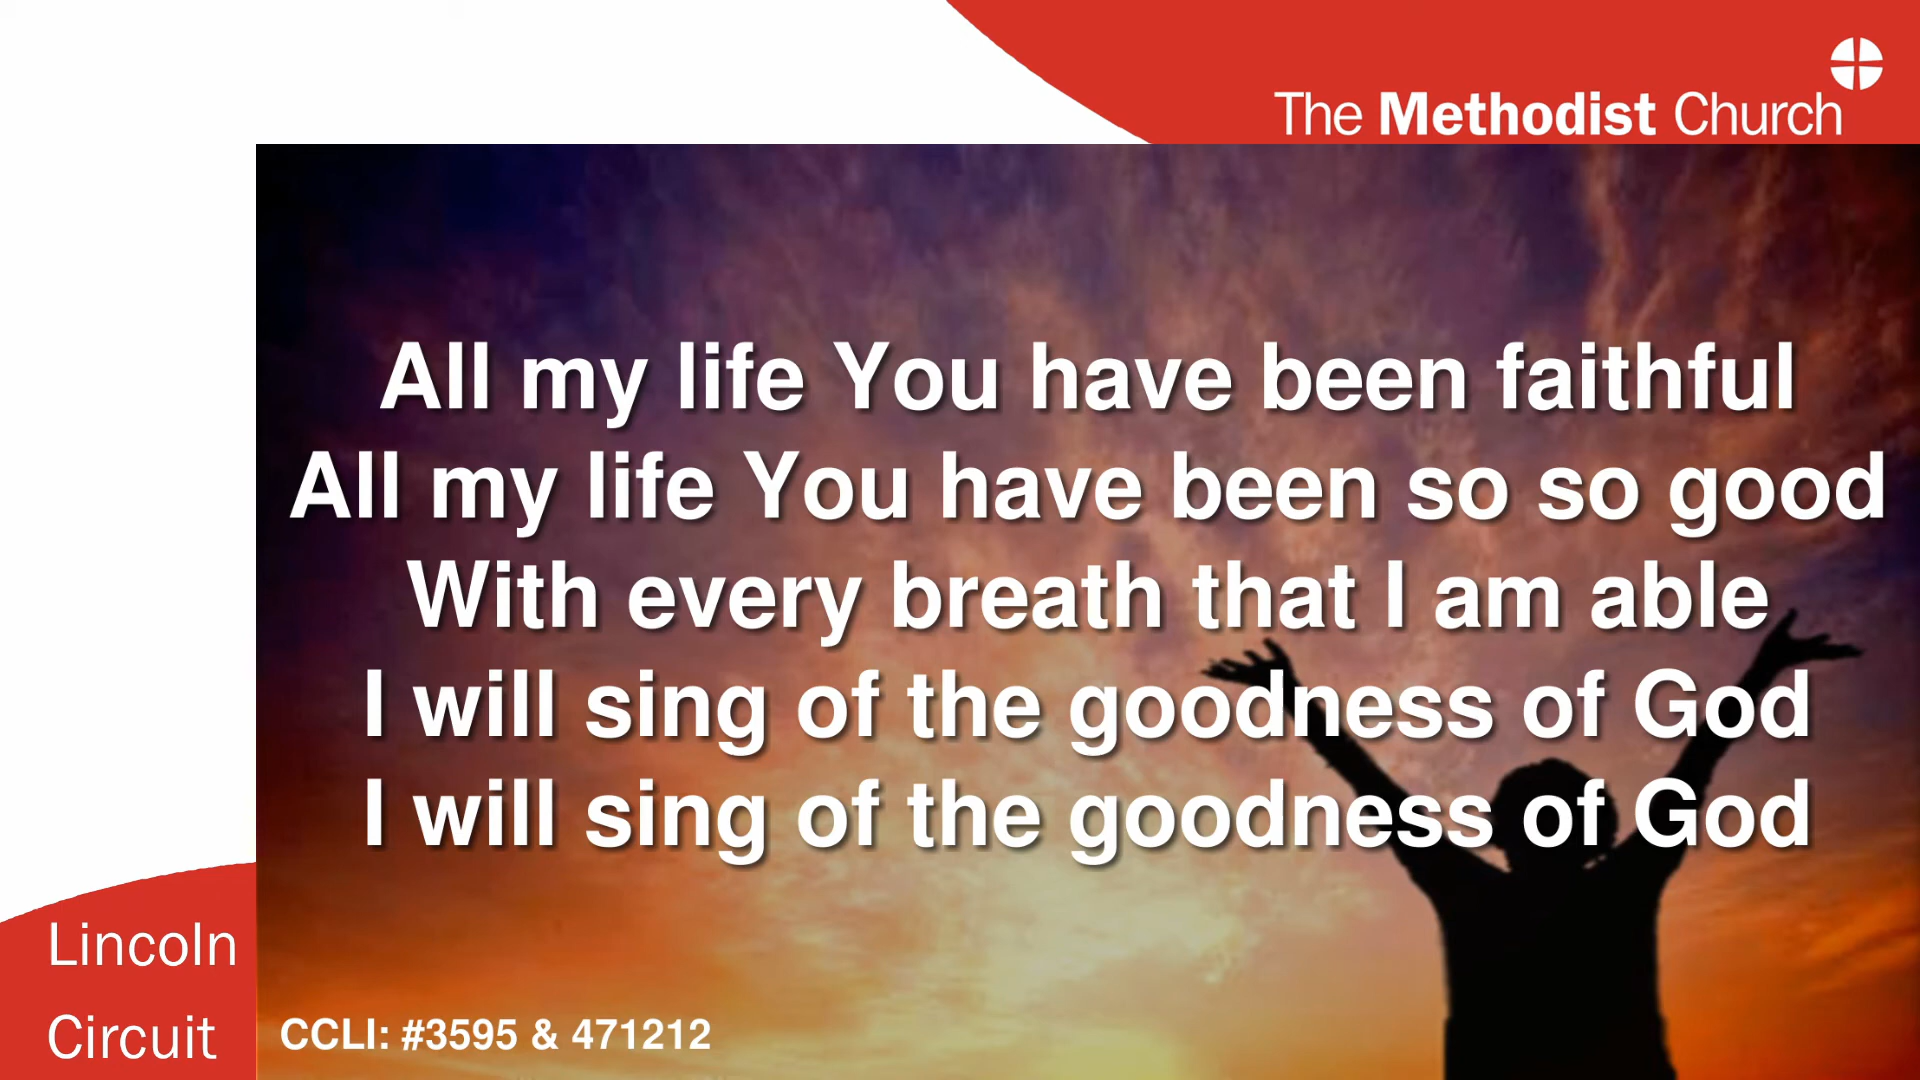 The Methodist Church
All my life You have been faithful
All my life You have been so so good
With every breath that I am able
I will sing of the goodness of God
I will sing of the goodness of God
Lincoln
Circuit
CCLI: #3595 & 471212